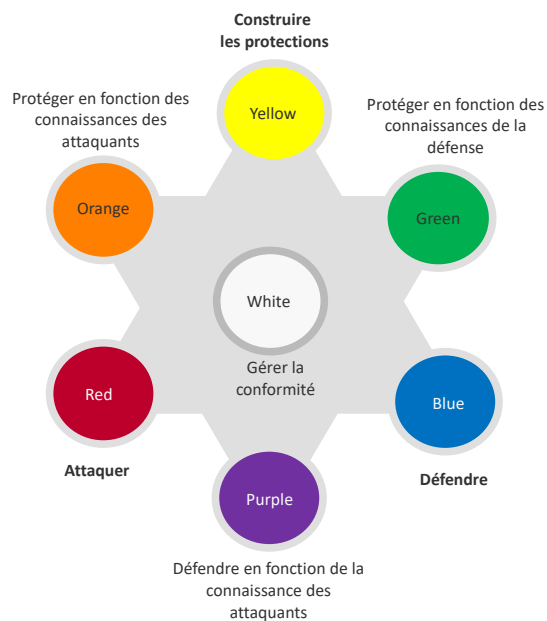 Construire
les protections
Yellow
Protéger en fonction des
connaissances des
attaquants
Orange
Protéger en fonction des
connaissances de la
défense
Green
White
Gérer la
conformité
Red
Attaquer
Blue
Défendre
Purple
Défendre en fonction de la
connaissance des
attaquants